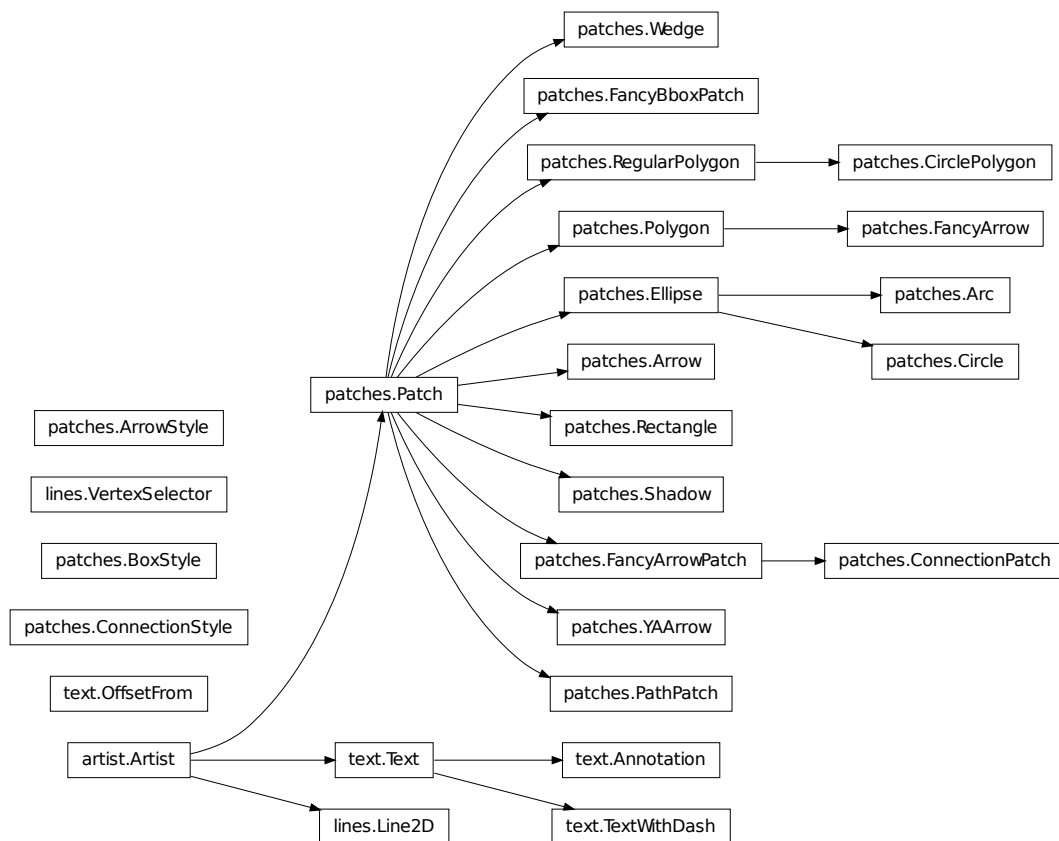 patches.Wedge
patches.FancyBboxPatch
patches.RegularPolygon
patches.CirclePolygon
patches.Polygon
patches.FancyArrow
patches.Ellipse
patches.Arc
patches.Arrow
patches.Circle
patches.Patch
patches.ArrowStyle
patches.Rectangle
lines.VertexSelector
patches.Shadow
patches.BoxStyle
patches.FancyArrowPatch
patches.ConnectionPatch
patches.ConnectionStyle
patches.YAArrow
text.OffsetFrom
patches.PathPatch
artist.Artist
text.Text
text.Annotation
lines.Line2D
text.TextWithDash